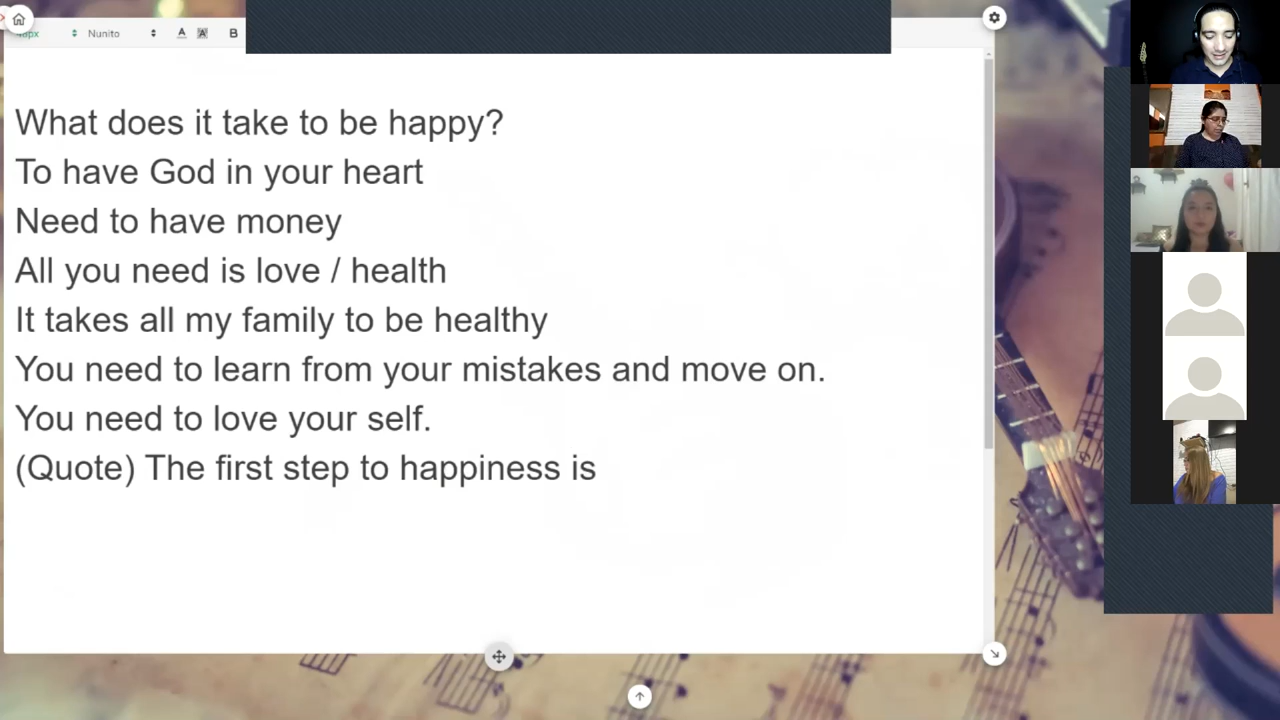 Nunito
B
What does it take to be happy?
To have God in your heart
Need to have money
All you need is love / health
It takes all my family to be healthy
You need to learn from your mistakes and move on.
You need to love your self.
(Quote) The first step to happiness is